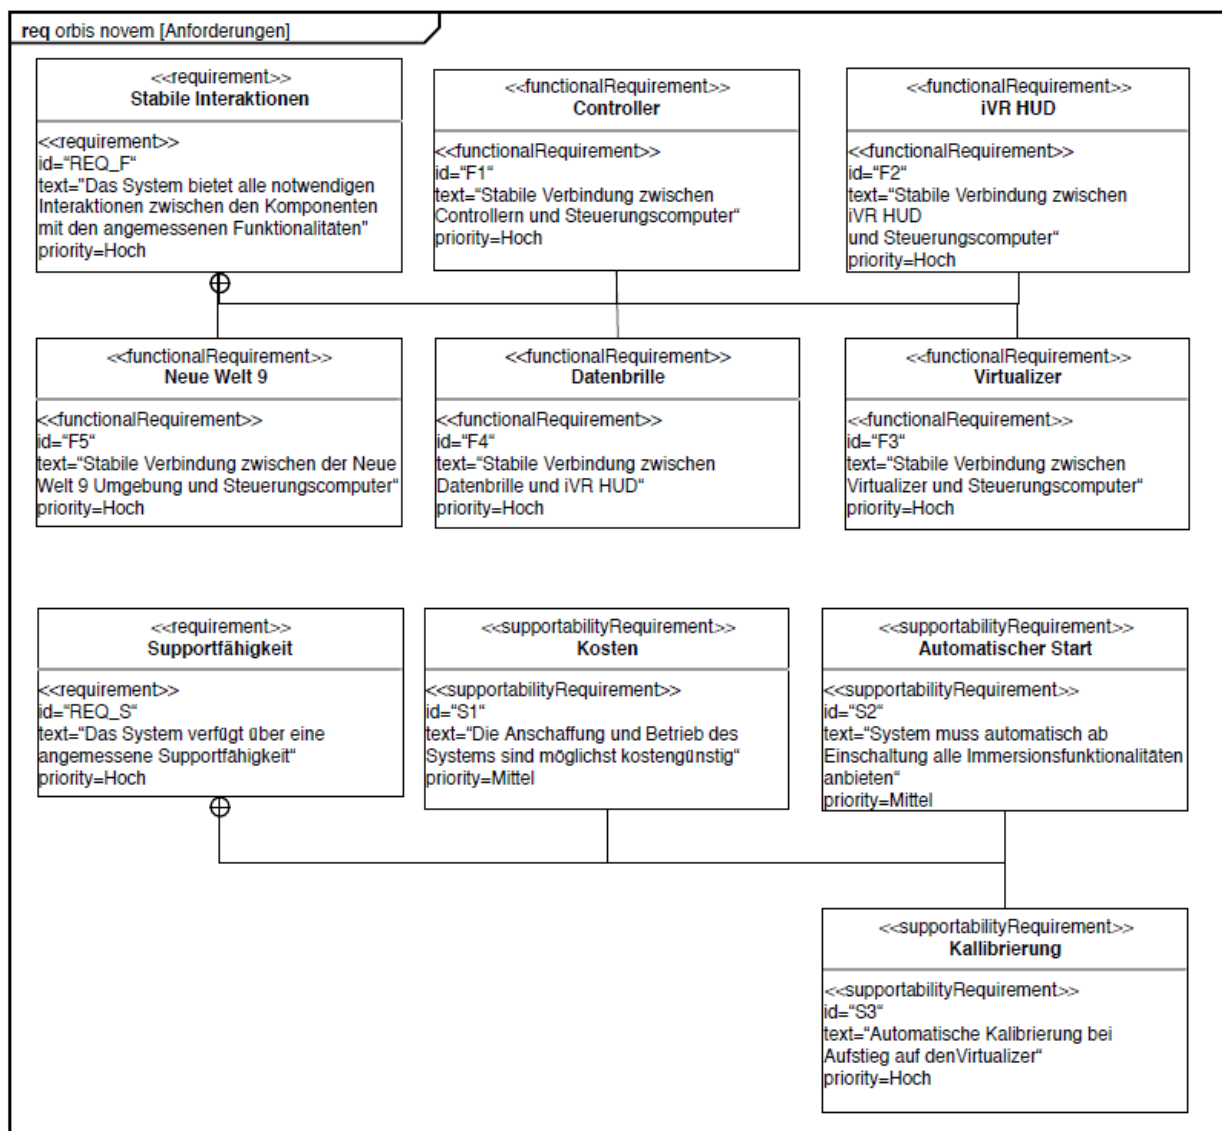 req orbis novem [Anforderungen]
<<requirement>>
Stabile Interaktionen
<<requirement>>
id=“REQ_F“
text="Das System bietet alle notwendigen
Interaktionen zwischen den Komponenten
mit den angemessenen Funktionalitäten"
priority=Hoch
<<functionalRequirement>>
Controller
<<functionalRequirement>>
id=“F1“
text=“Stabile Verbindung zwischen
Controllern und Steuerungscomputer“
priority=Hoch
<<functionalRequirement>>
iVR HUD
<<functionalRequirement>>
id=“F2“
text=“Stabile Verbindung zwischen
iVR HUD
und Steuerungscomputer“
priority=Hoch
<<functionalRequirement>>
Neue Welt 9
<<functionalRequirement>>
id=“F5“
text=“Stabile Verbindung zwischen der Neue
Welt 9 Umgebung und Steuerungscomputer“
priority=Hoch
<<functionalRequirement>>
Datenbrille
<<functionalRequirement>>
id=“F4“
text=“Stabile Verbindung zwischen
Datenbrille und iVR HUD“
priority=Hoch
<<functionalRequirement>>
Virtualizer
<<functionalRequirement>>
id=“F3“
text=“Stabile Verbindung zwischen
Virtualizer und Steuerungscomputer“
priority=Hoch
<<requirement>>
Supportfähigkeit
<<requirement>>
id=“REQ_S“
text=“Das System verfügt über eine
angemessene Supportfähigkeit“
priority=Hoch
<<supportabilityRequirement>>
Kosten
<<supportabilityRequirement>>
id=“S1“
text=“Die Anschaffung und Betrieb des
Systems sind möglichst kostengünstig“
priority=Mittel
<<supportabilityRequirement>>
Automatischer Start
<<supportabilityRequirement>>
id=“S2“
text=“System muss automatisch ab
Einschaltung alle Immersionsfunktionalitäten
anbieten“
priority=Mittel
<<supportabilityRequirement>>
Kallibrierung
<<supportabilityRequirement>>
id=“S3“
text=“Automatische Kalibrierung bei
Aufstieg auf denVirtualizer“
priority=Hoch